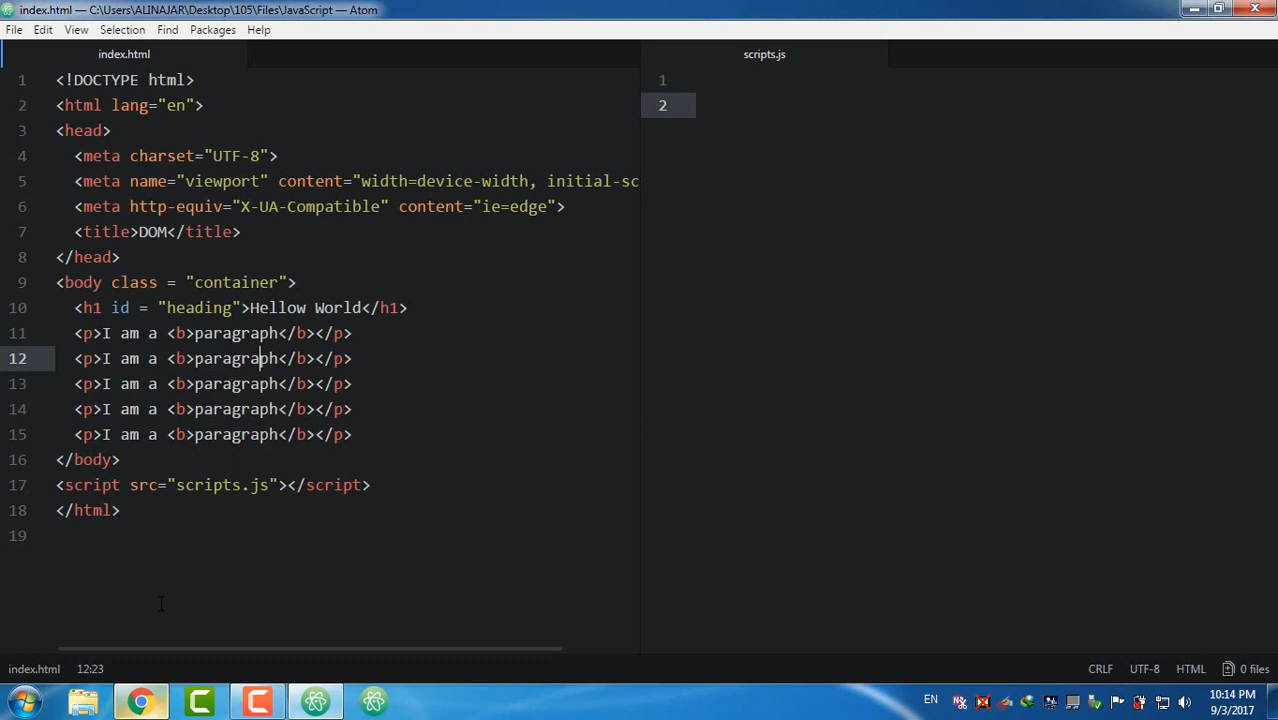 index.html — C:\Users\ALINAJAR\Desktop\105\Files\JavaScript — Atom
File Edit View Selection Find Packages Help
index.html
1 <!DOCTYPE html>
2 <html lang="en">
3 <head>
4 <meta charset="UTF-8">
5 <meta name="viewport" content="width=device-width, initial-sc
6 <meta http-equiv="X-UA-Compatible" content="ie=edge">
7 <title>DOM</title>
8 </head>
9 <body class = "container">
10 <h1 id = "heading">Hellow World</h1>
11 <p>I am a <b>paragraph</b></p>
12 <p>I am a <b>paragraph</b></p>
13 <p>I am a <b>paragraph</b></p>
14 <p>I am a <b>paragraph</b></p>
15 <p>I am a <b>paragraph</b></p>
16 </body>
17 <script src="scripts.js"></script>
18 </html>
19
scripts.js
1
2
index.html 12:23
CRLF UTF-8 HTML 0 files
EN
10:14 PM
9/3/2017